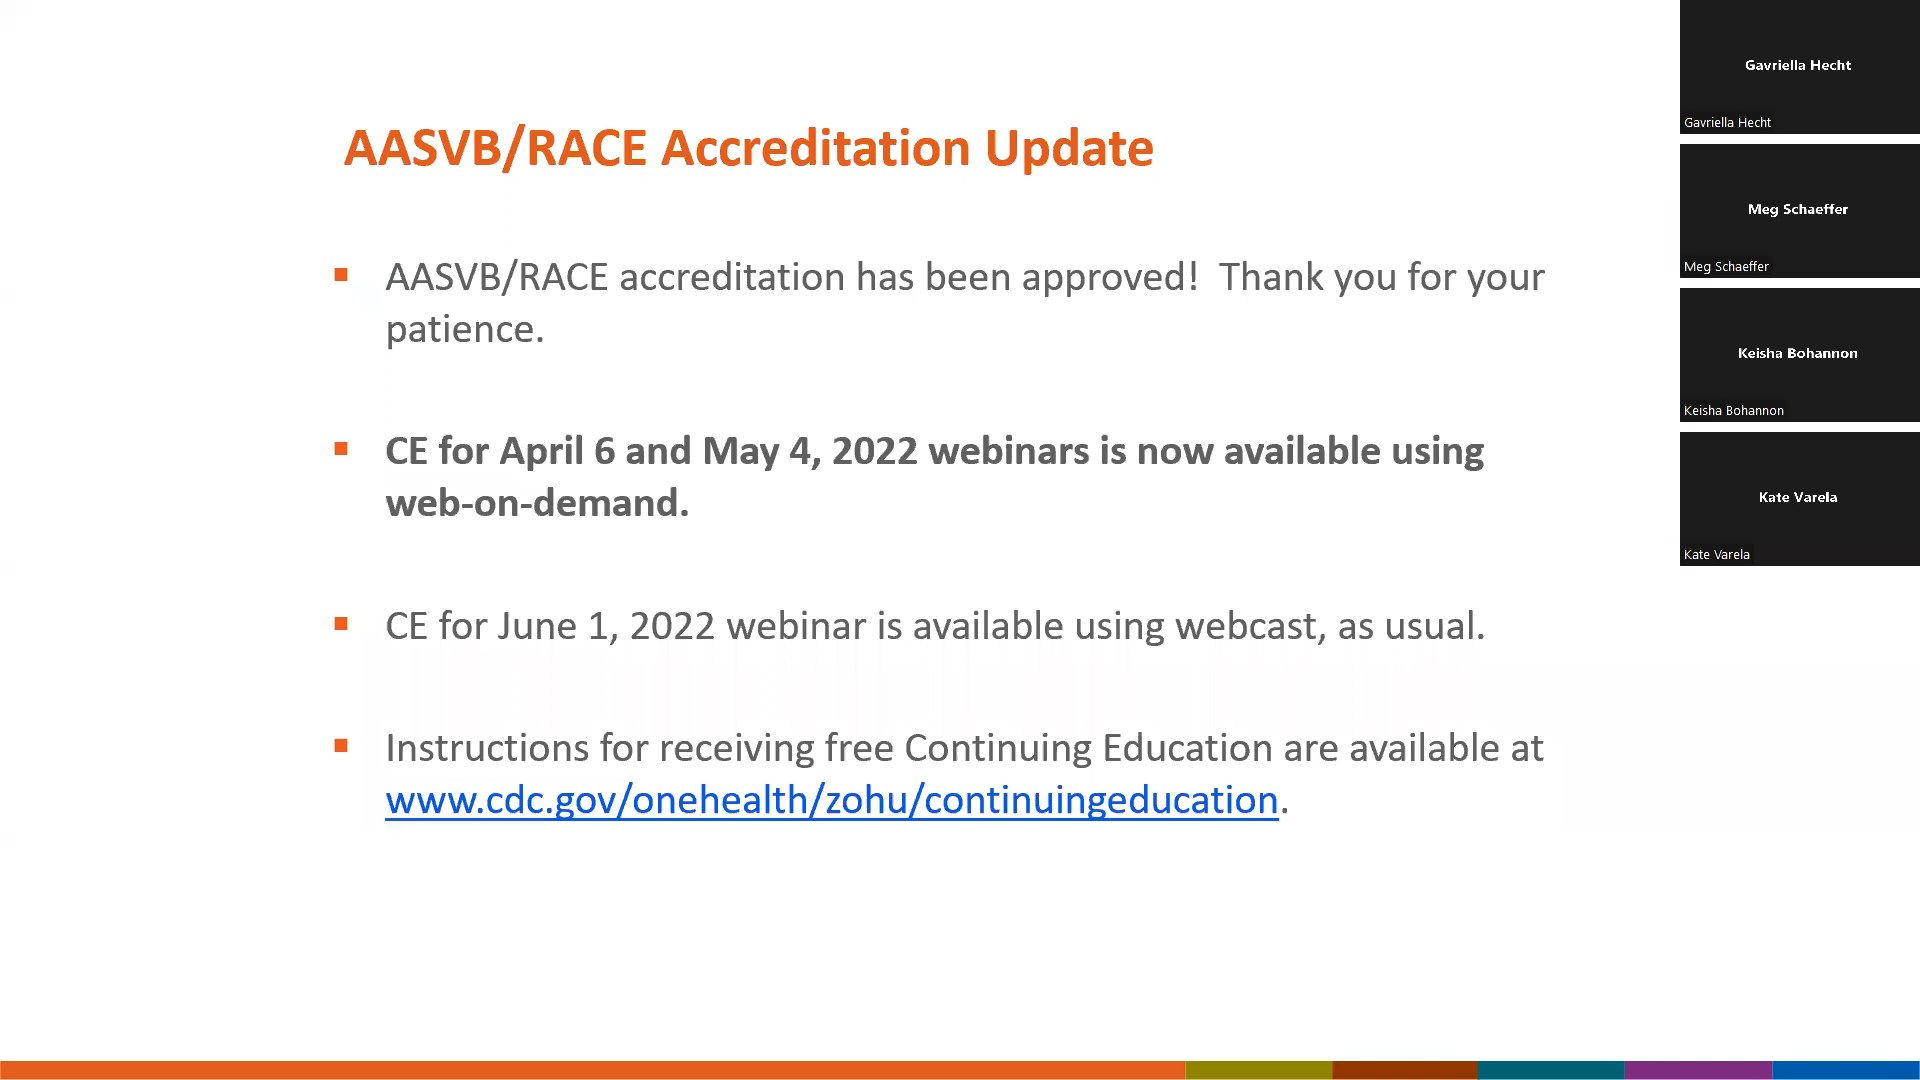 AASVB/RACE Accreditation Update
AASVB/RACE accreditation has been approved!  Thank you for your
patience.
CE for April 6 and May 4, 2022 webinars is now available using
web-on-demand.
CE for June 1, 2022 webinar is available using webcast, as usual.
Instructions for receiving free Continuing Education are available at
www.cdc.gov/onehealth/zohu/continuingeducation.
Gavriella Hecht
Gavriella Hecht
Meg Schaeffer
Meg Schaeffer
Keisha Bohannon
Keisha Bohannon
Kate Varela
Kate Varela